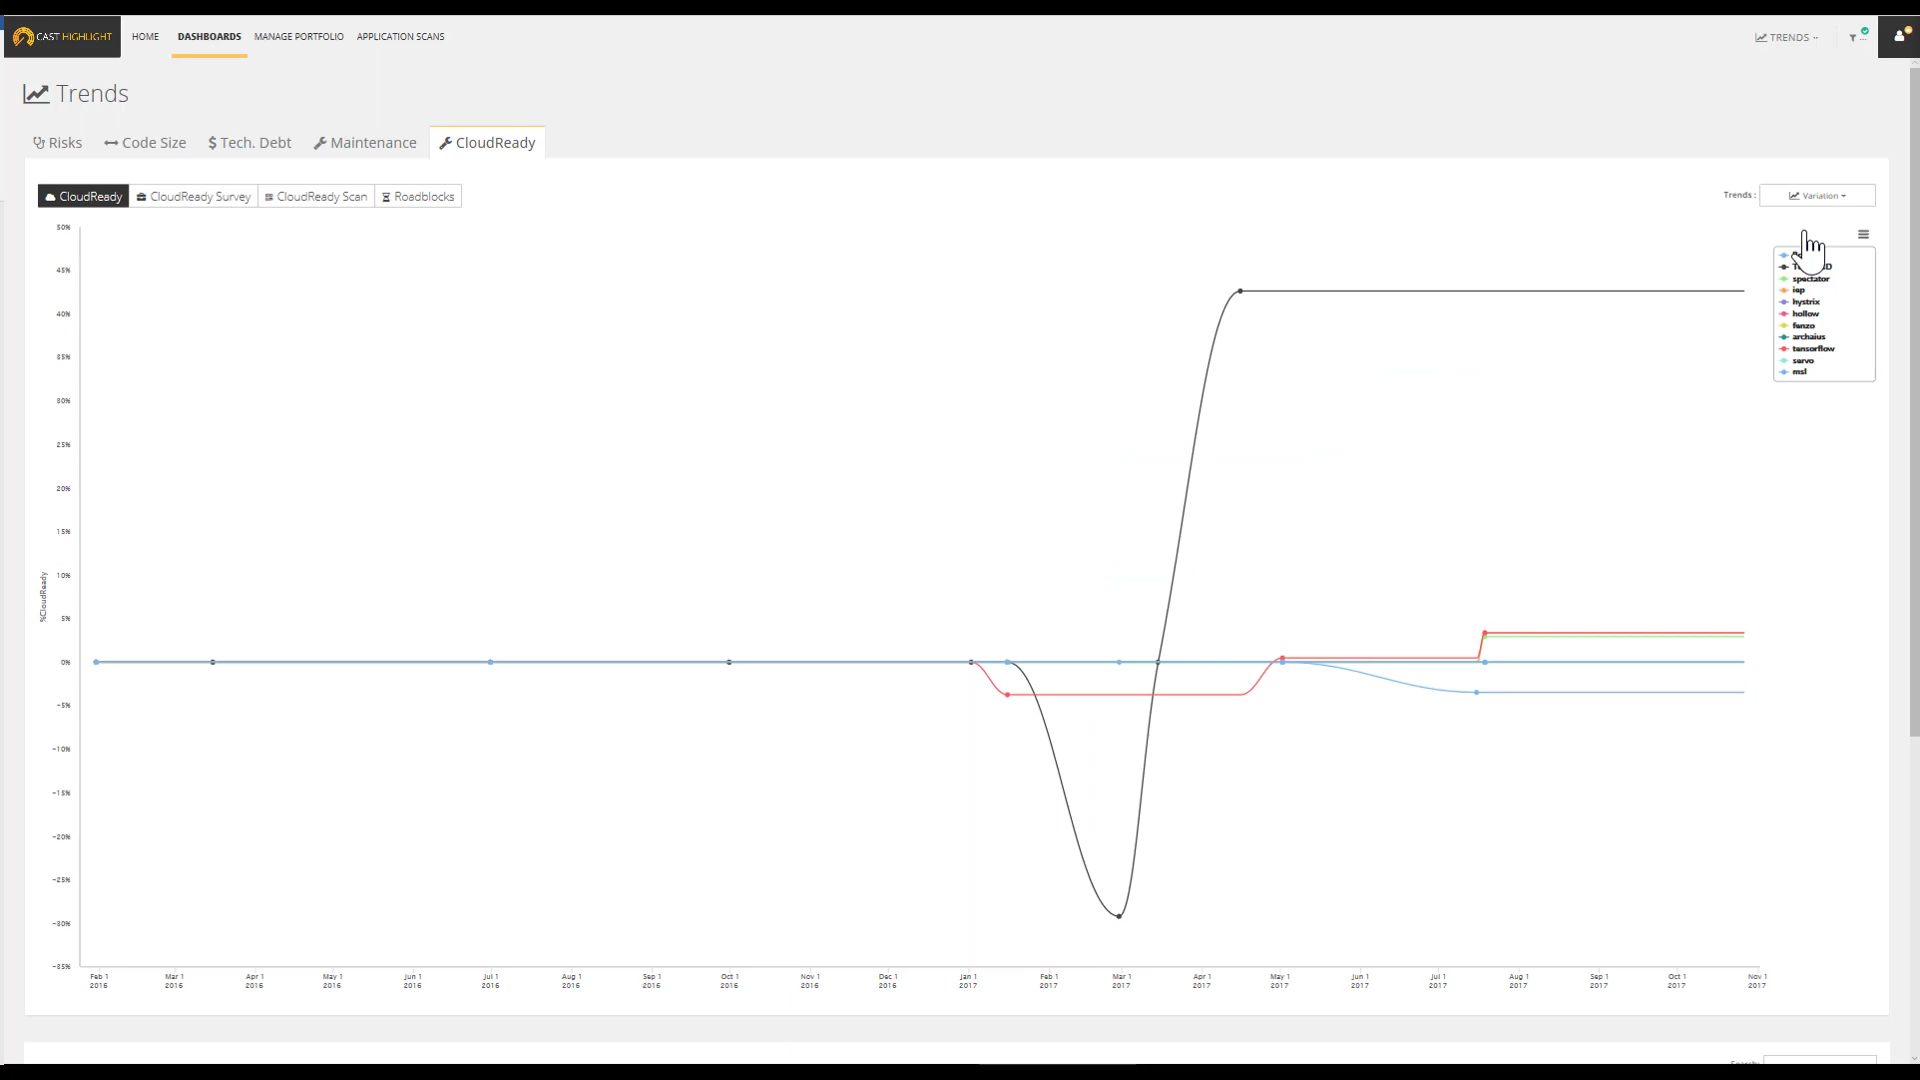 CAST HIGHLIGHT HOME DASHBOARDS MANAGE PORTFOLIO APPLICATION SCANS TRENDS
Trends
Risks Code Size $ Tech. Debt Maintenance CloudReady
CloudReady CloudReady Survey CloudReady Scan Roadblocks Trends : Variation
50%
45%
40%
35%
30%
25%
20%
15%
10%
5%
0%
-5%
-10%
-15%
-20%
-25%
-30%
-35%
%CloudReady
spectator
iep
hystrix
hollow
fenzo
archaius
tensorflow
servo
msl
Feb 1 Mar 1 Apr 1 May 1 Jun 1 Jul 1 Aug 1 Sep 1 Oct 1 Nov 1 Dec 1 Jan 1 Feb 1 Mar 1 Apr 1 May 1 Jun 1 Jul 1 Aug 1 Sep 1 Oct 1 Nov 1
2016 2016 2016 2016 2016 2016 2016 2016 2016 2016 2016 2017 2017 2017 2017 2017 2017 2017 2017 2017 2017 2017